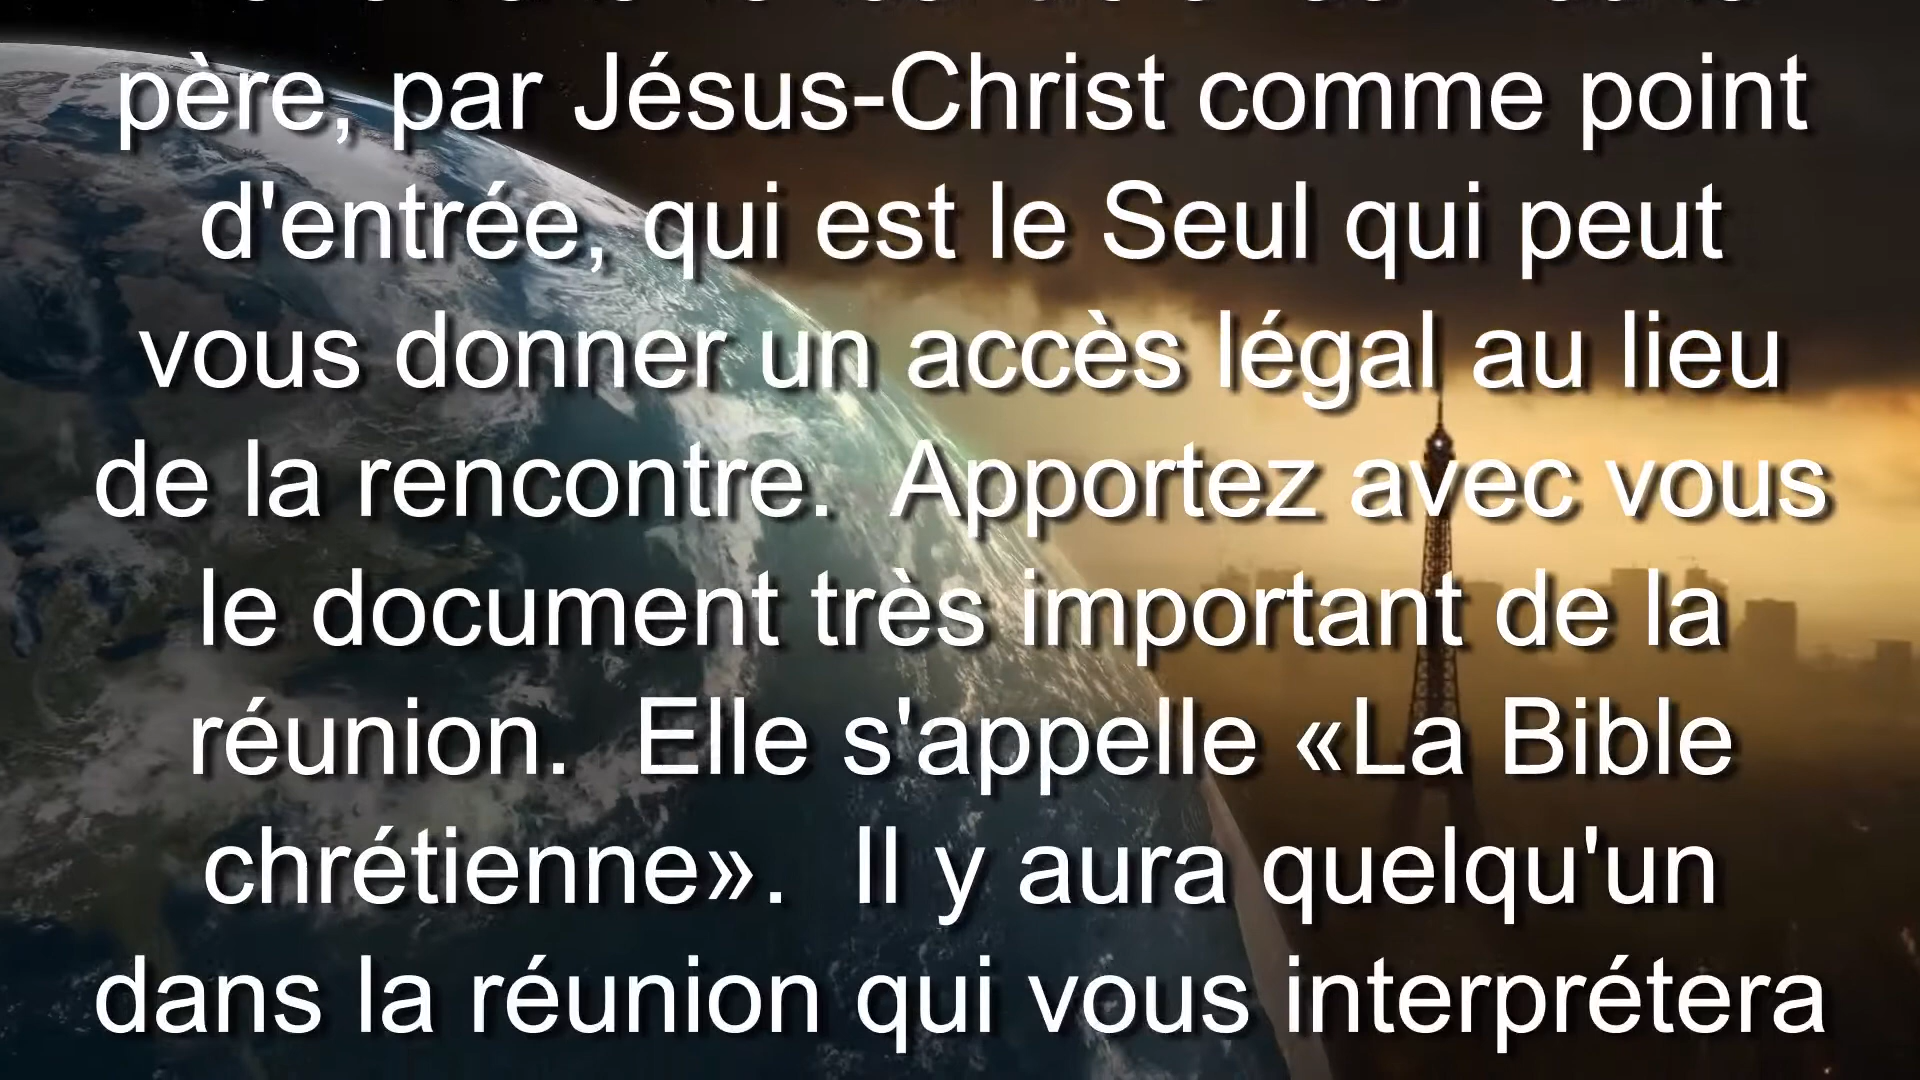 père, par Jésus-Christ comme point
d'entrée, qui est le Seul qui peut
vous donner un accès légal au lieu
de la rencontre.  Apportez avec vous
le document très important de la
réunion.  Elle s'appelle «La Bible
chrétienne».  Il y aura quelqu'un
dans la réunion qui vous interprétera